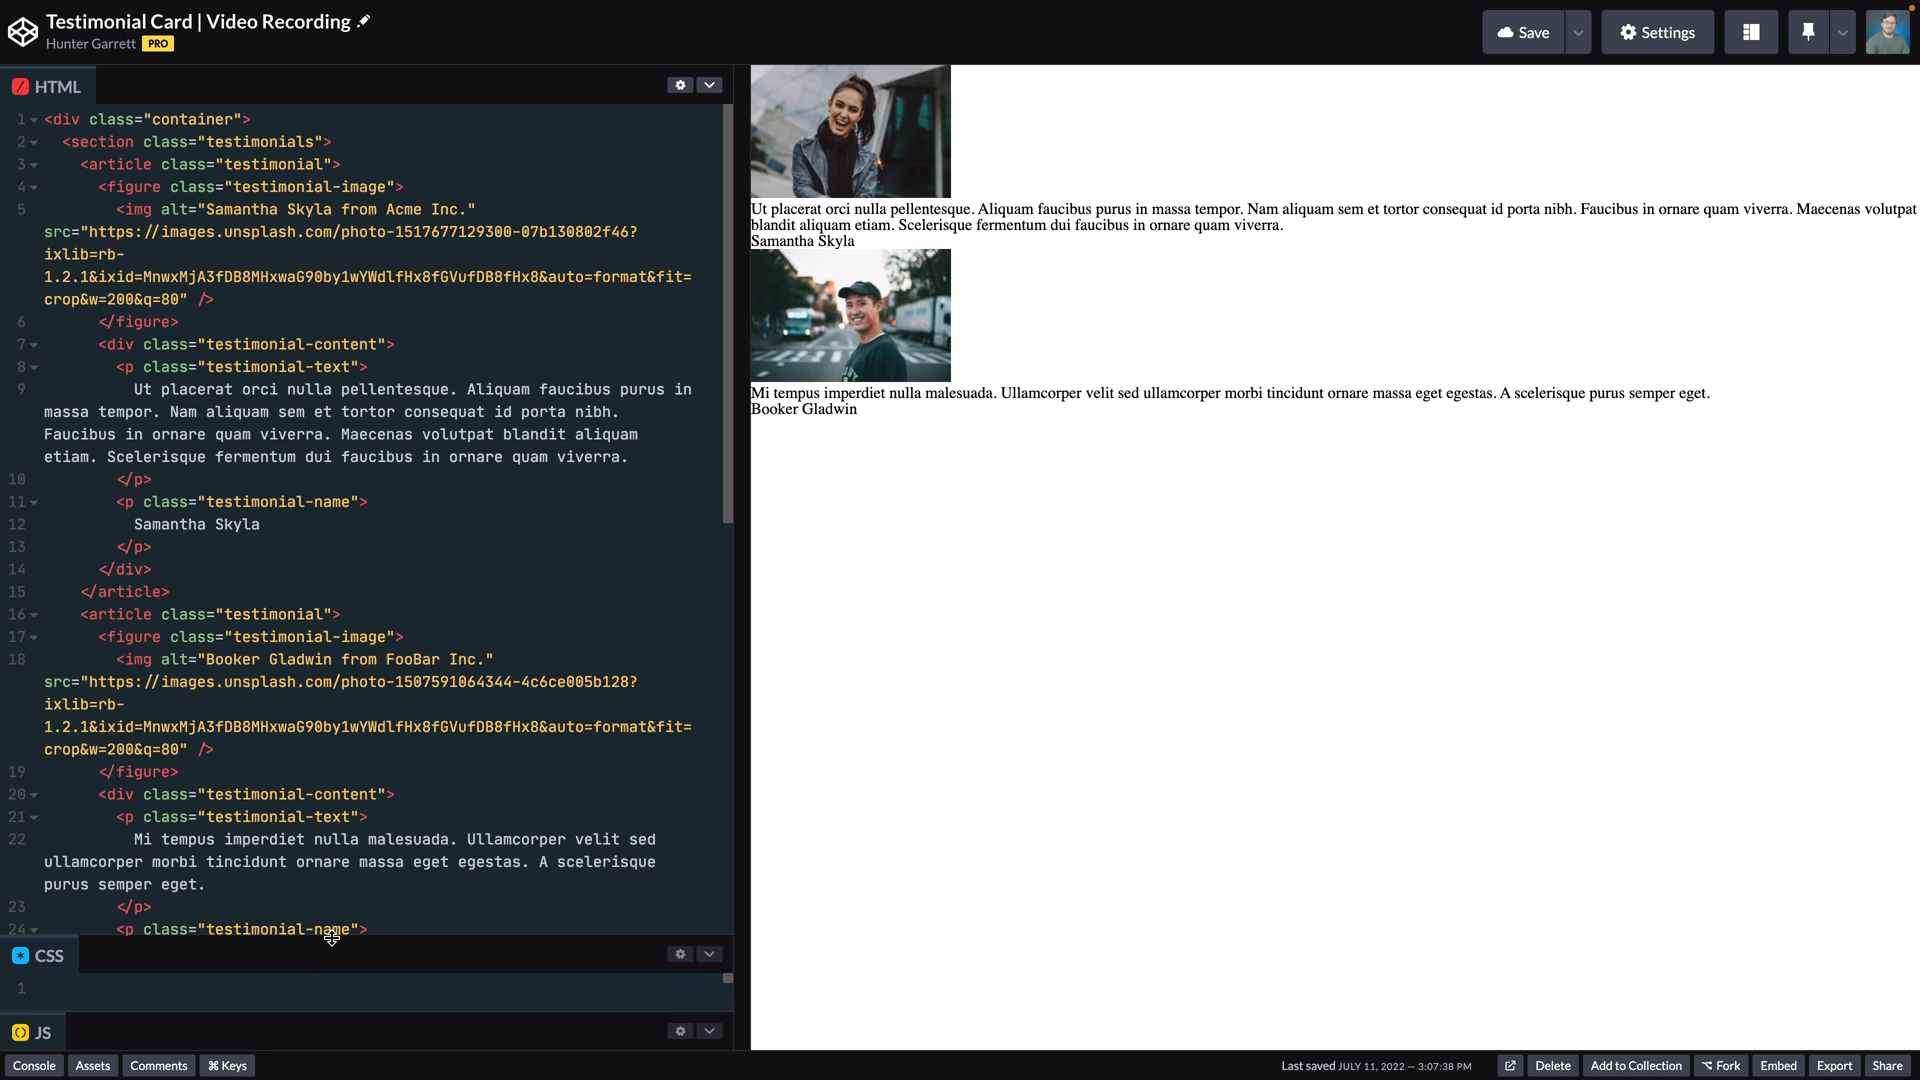 Testimonial Card | Video Recording
Hunter Garrett PRO
Save
Settings
HTML
1 <div class="container">
2 <section class="testimonials">
3 <article class="testimonial">
4 <figure class="testimonial-image">
5 <img alt="Samantha Skyla from Acme Inc."
src="https://images.unsplash.com/photo-1517677129300-07b130802f46?
ixlib=rb-
1.2.1&ixid=MnwxMjA3fDB8MHxwaG90by1wYWdlfHx8fGVufDB8fHx8&auto=format&fit=
crop&w=200&q=80" />
6 </figure>
7 <div class="testimonial-content">
8 <p class="testimonial-text">
9 Ut placerat orci nulla pellentesque. Aliquam faucibus purus in
massa tempor. Nam aliquam sem et tortor consequat id porta nibh.
Faucibus in ornare quam viverra. Maecenas volutpat blandit aliquam
etiam. Scelerisque fermentum dui faucibus in ornare quam viverra.
10 </p>
11 <p class="testimonial-name">
12 Samantha Skyla
13 </p>
14 </div>
15 </article>
16 <article class="testimonial">
17 <figure class="testimonial-image">
18 <img alt="Booker Gladwin from FooBar Inc."
src="https://images.unsplash.com/photo-1507591064344-4c6ce005b128?
ixlib=rb-
1.2.1&ixid=MnwxMjA3fDB8MHxwaG90by1wYWdlfHx8fGVufDB8fHx8&auto=format&fit=
crop&w=200&q=80" />
19 </figure>
20 <div class="testimonial-content">
21 <p class="testimonial-text">
22 Mi tempus imperdiet nulla malesuada. Ullamcorper velit sed
ullamcorper morbi tincidunt ornare massa eget egestas. A scelerisque
purus semper eget.
23 </p>
24 <p class="testimonial-name">
CSS
1
JS
Ut placerat orci nulla pellentesque. Aliquam faucibus purus in massa tempor. Nam aliquam sem et tortor consequat id porta nibh. Faucibus in ornare quam viverra. Maecenas volutpat
blandit aliquam etiam. Scelerisque fermentum dui faucibus in ornare quam viverra.
Samantha Skyla
Mi tempus imperdiet nulla malesuada. Ullamcorper velit sed ullamcorper morbi tincidunt ornare massa eget egestas. A scelerisque purus semper eget.
Booker Gladwin
Console Assets Comments ⌘ Keys Last saved JULY 11, 2022 — 3:07:38 PM Delete Add to Collection ⌥ Fork Embed Export Share